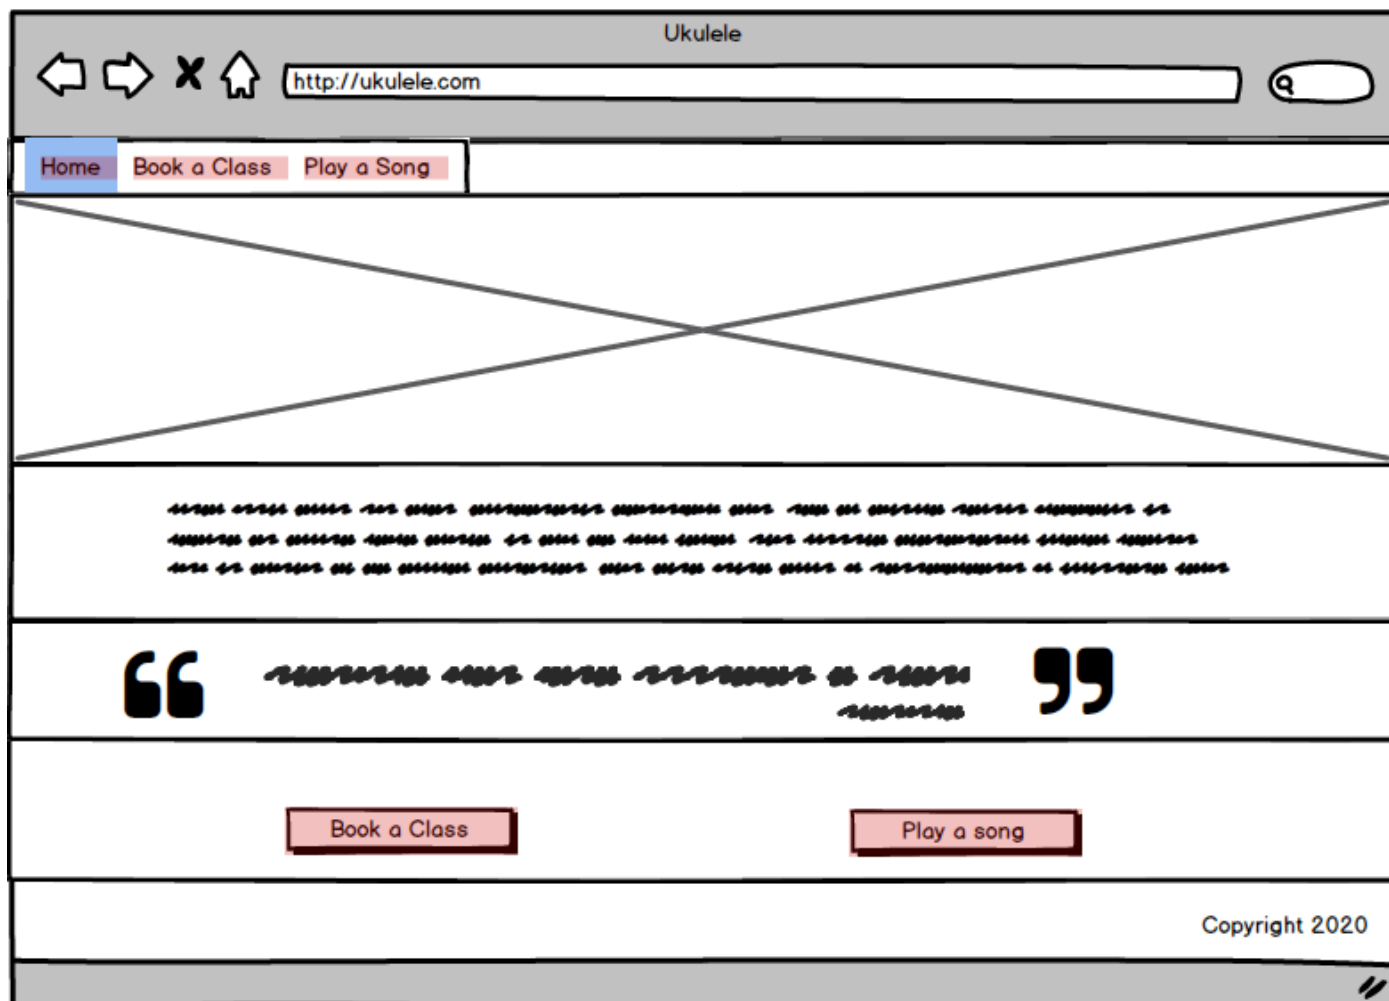 Ukulele
http://ukulele.com
Home Book a Class Play a Song
Book a Class Play a song
Copyright 2020